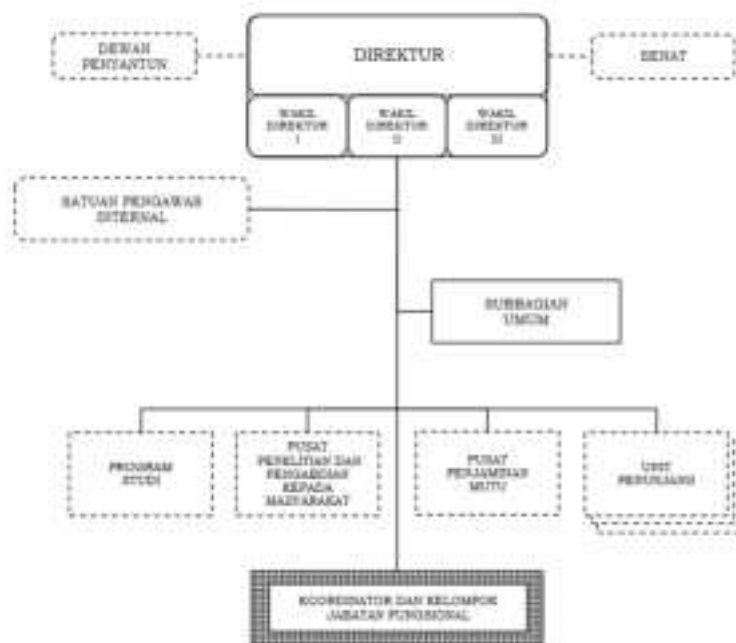 DIREKTUR
DEWAN
PENYANTUN
SENAT
WAKIL
DIREKTUR
I
WAKIL
DIREKTUR
II
WAKIL
DIREKTUR
III
SATUAN PENGAWAS
INTERNAL
SUBBAGIAN
UMUM
PROGRAM
STUDI
PUSAT
PENELITIAN DAN
PENGABDIAN
KEPADA
MASYARAKAT
PUSAT
PENJAMINAN
MUTU
UNIT
PENUNJANG
KOORDINATOR DAN KELOMPOK
JABATAN FUNGSIONAL